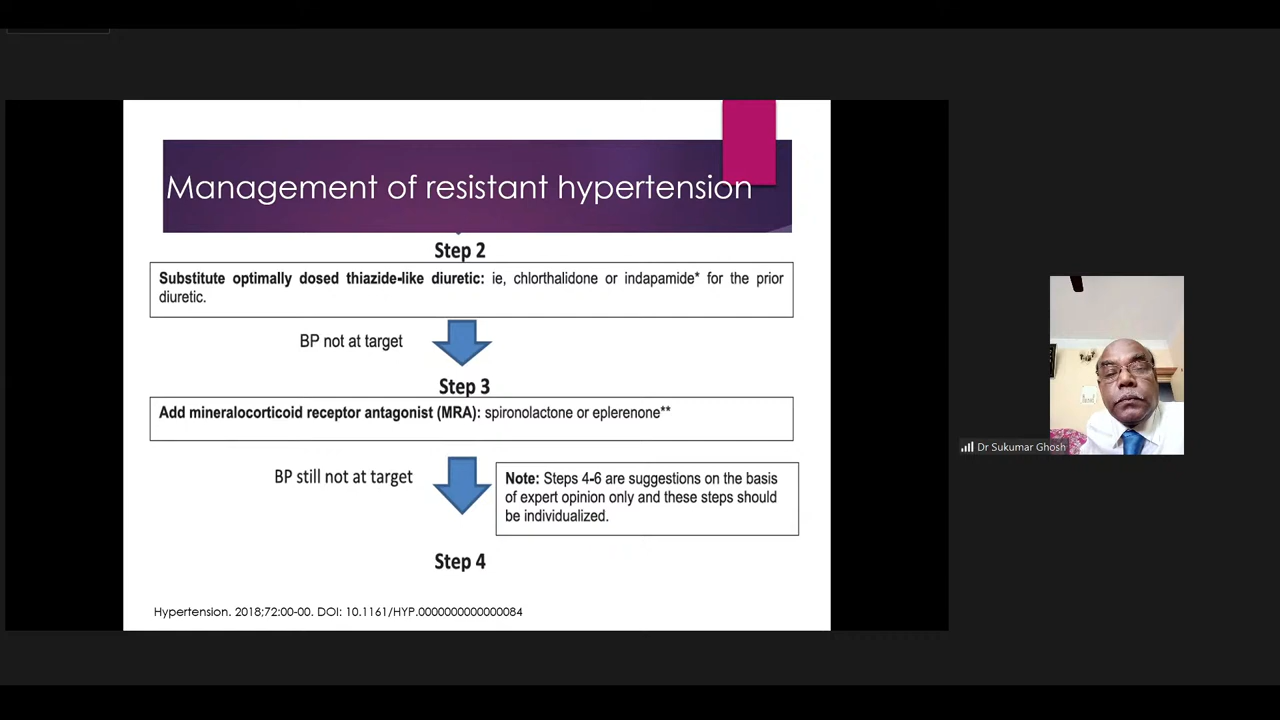 Management of resistant hypertension
Step 2
Substitute optimally dosed thiazide-like diuretic: ie, chlorthalidone or indapamide* for the prior
diuretic.
BP not at target
Step 3
Add mineralocorticoid receptor antagonist (MRA): spironolactone or eplerenone**
BP still not at target
Note: Steps 4-6 are suggestions on the basis
of expert opinion only and these steps should
be individualized.
Step 4
Hypertension. 2018;72:00-00. DOI: 10.1161/HYP.0000000000000084
Dr Sukumar Ghosh